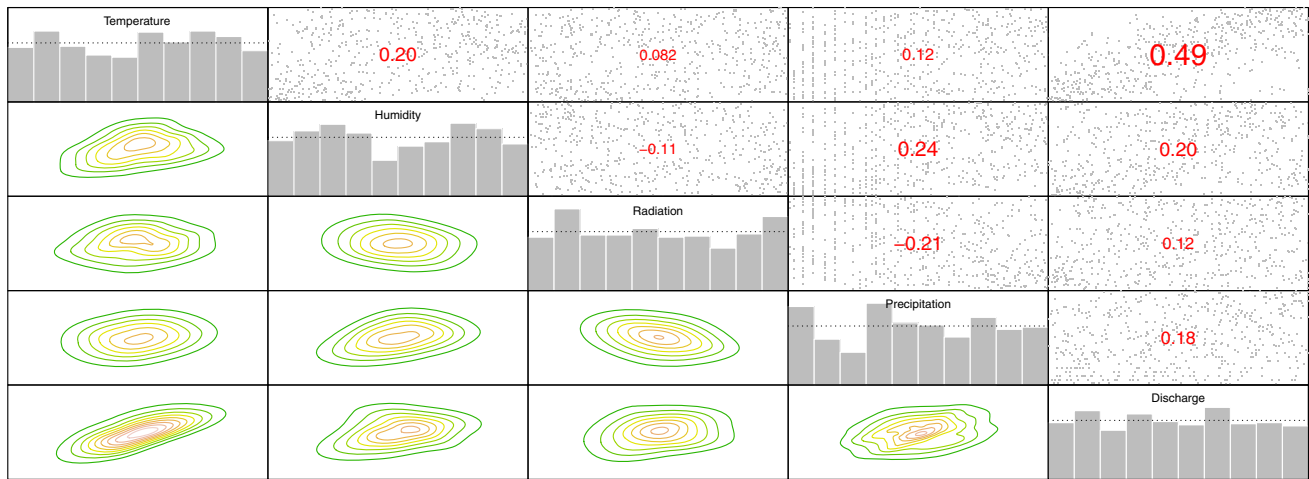 Temperature
0.20
0.082
0.12
0.49
Humidity
−0.11
0.24
0.20
Radiation
−0.21
0.12
Precipitation
0.18
Discharge